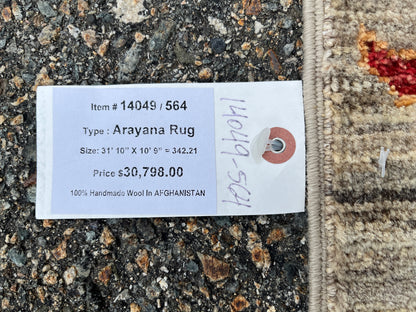 Item # 14049 / 564
Type : Arayana Rug
Size: 31' 10" X 10' 9" = 342.21
Price $30,798.00
100% Handmade Wool In AFGHANISTAN
14049-564